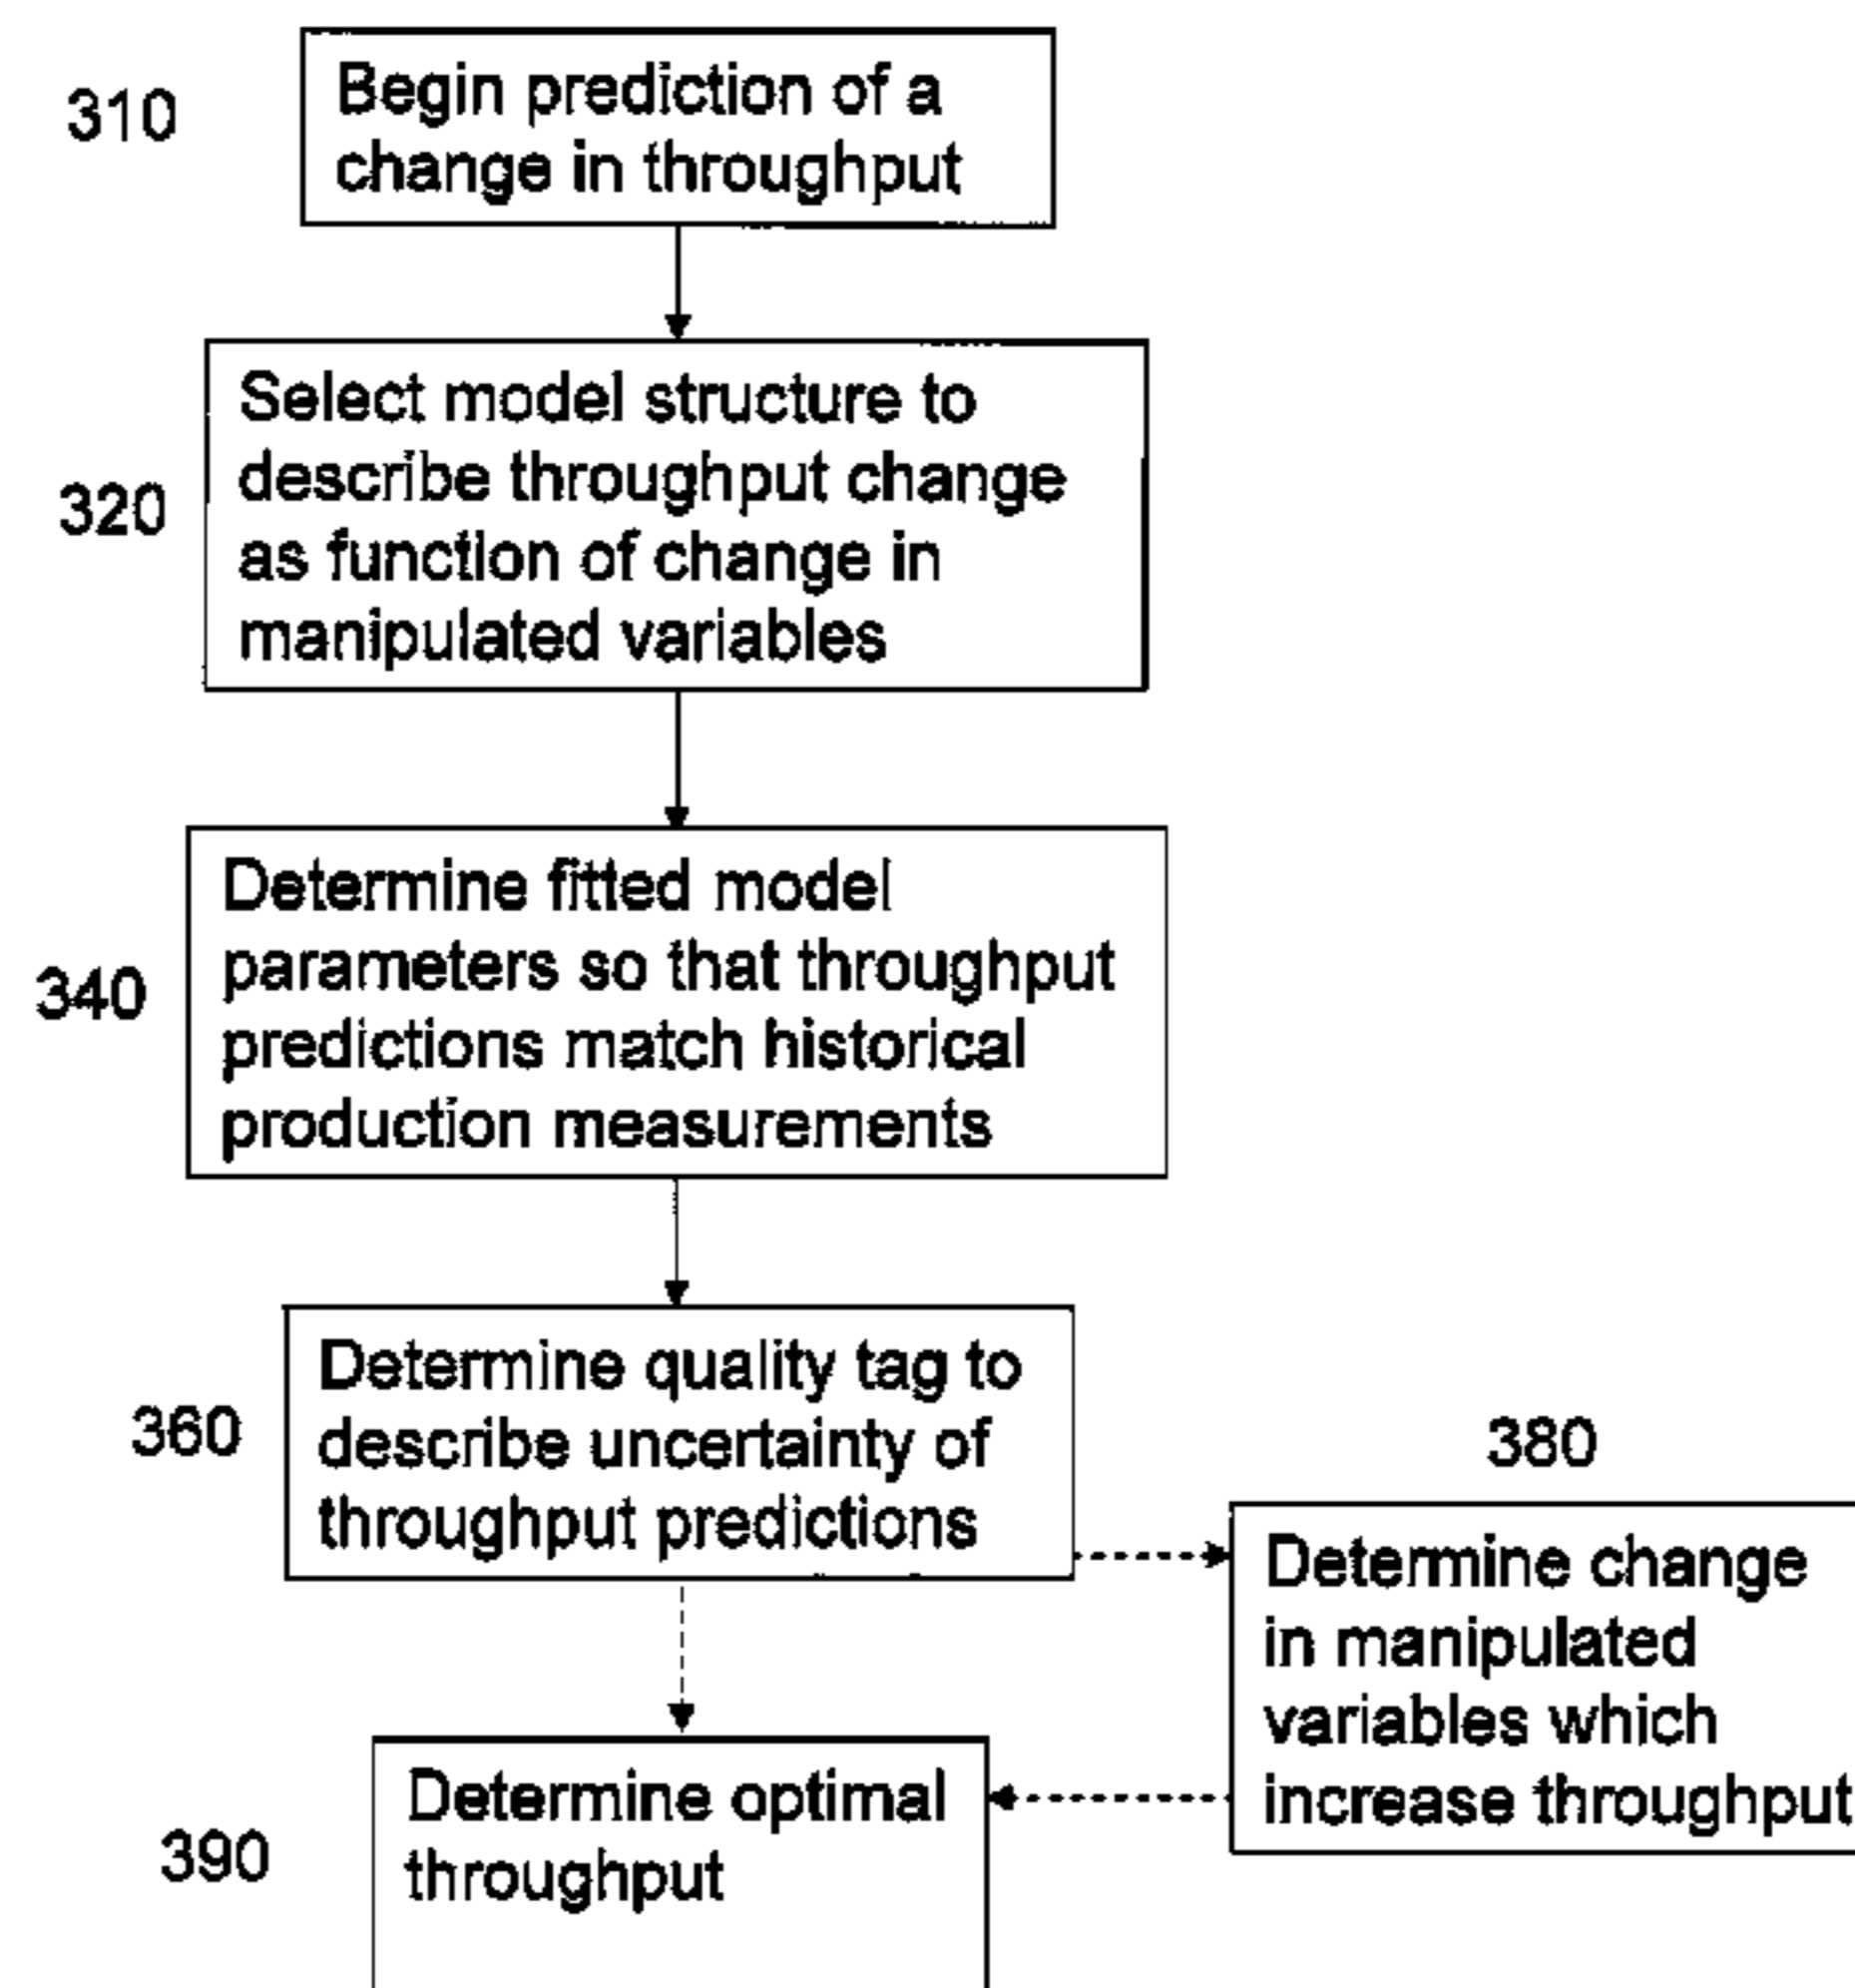 310
Begin prediction of a
change in throughput
320
Select model structure to
describe throughput change
as function of change in
manipulated variables
340
Determine fitted model
parameters so that throughput
predictions match historical
production measurements
360
Determine quality tag to
describe uncertainty of
throughput predictions
380
Determine change
in manipulated
variables which
increase throughput
390
Determine optimal
throughput